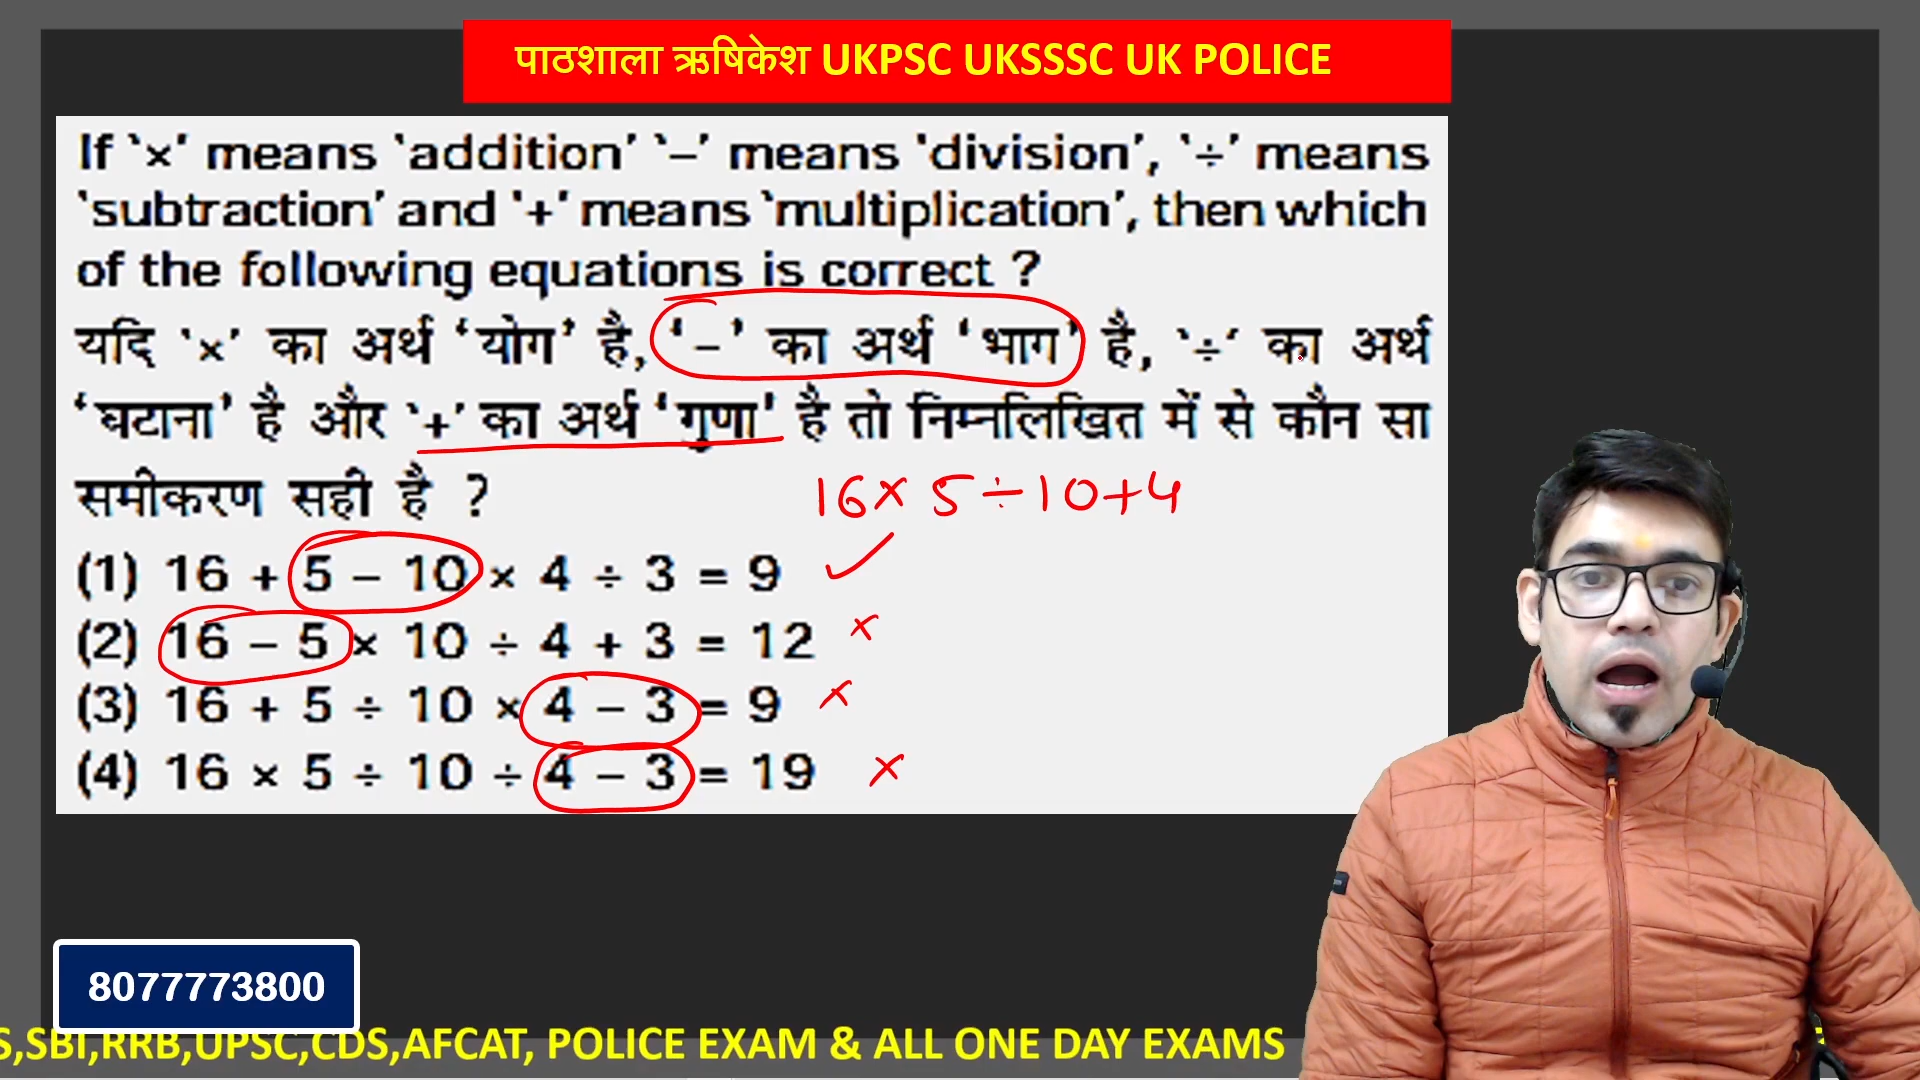 पाठशाला ऋषिकेश UKPSC UKSSSC UK POLICE
If ‘×’ means ‘addition’ ‘–’ means ‘division’, ‘÷’ means
‘subtraction’ and ‘+’ means ‘multiplication’, then which
of the following equations is correct ?
यदि ‘×’ का अर्थ ‘योग’ है, ‘–’ का अर्थ ‘भाग’ है, ‘÷‘ का अर्थ
‘घटाना’ है और ‘+’ का अर्थ ‘गुणा’ है तो निम्नलिखित में से कौन सा
समीकरण सही है ?
16× 5÷10+4
(1) 16 + 5 – 10 × 4 ÷ 3 = 9 ✓
(2) 16 – 5 × 10 ÷ 4 + 3 = 12 ×
(3) 16 + 5 ÷ 10 × 4 – 3 = 9 ×
(4) 16 × 5 ÷ 10 ÷ 4 – 3 = 19 ×
8077773800
S,SBI,RRB,UPSC,CDS,AFCAT, POLICE EXAM & ALL ONE DAY EXAMS